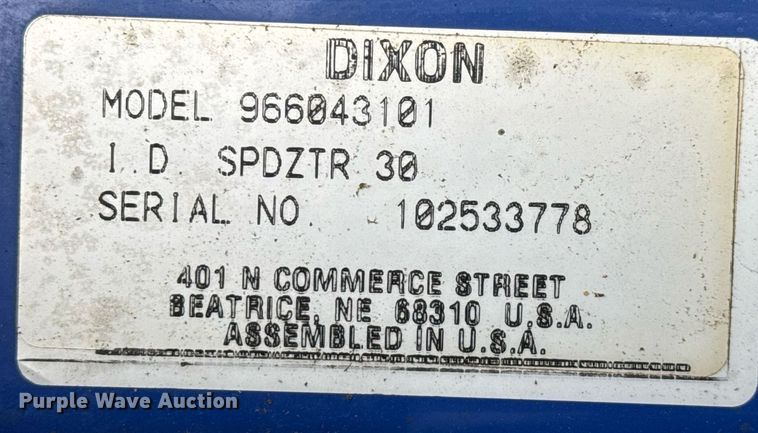 DIXON
MODEL 966043101
I.D. SPDZTR 30
SERIAL NO 102533778
401 N COMMERCE STREET
BEATRICE, NE 68310 U.S.A.
ASSEMBLED IN U.S.A.
Purple Wave Auction